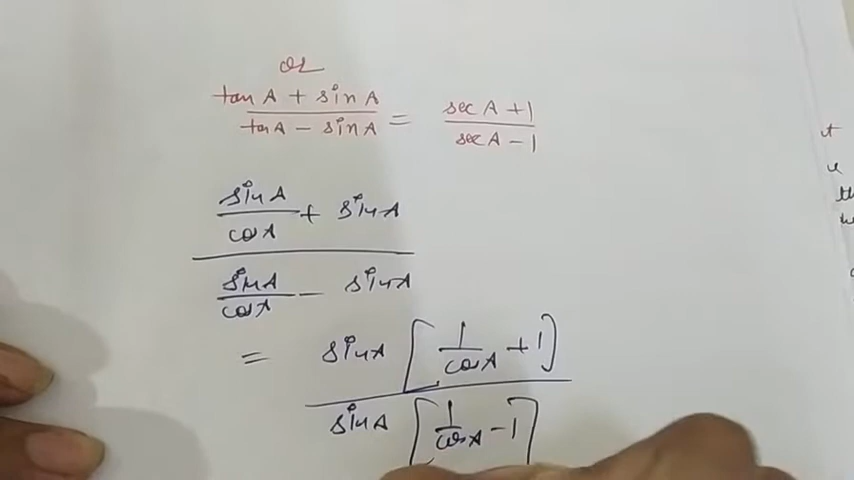 or
tan A + sin A / tan A - sin A = sec A + 1 / sec A - 1
sin A / cos A + sin A
sin A / cos A - sin A
= sin A [ 1 / cos A + 1 ]
sin A [ 1 / cos A - 1 ]